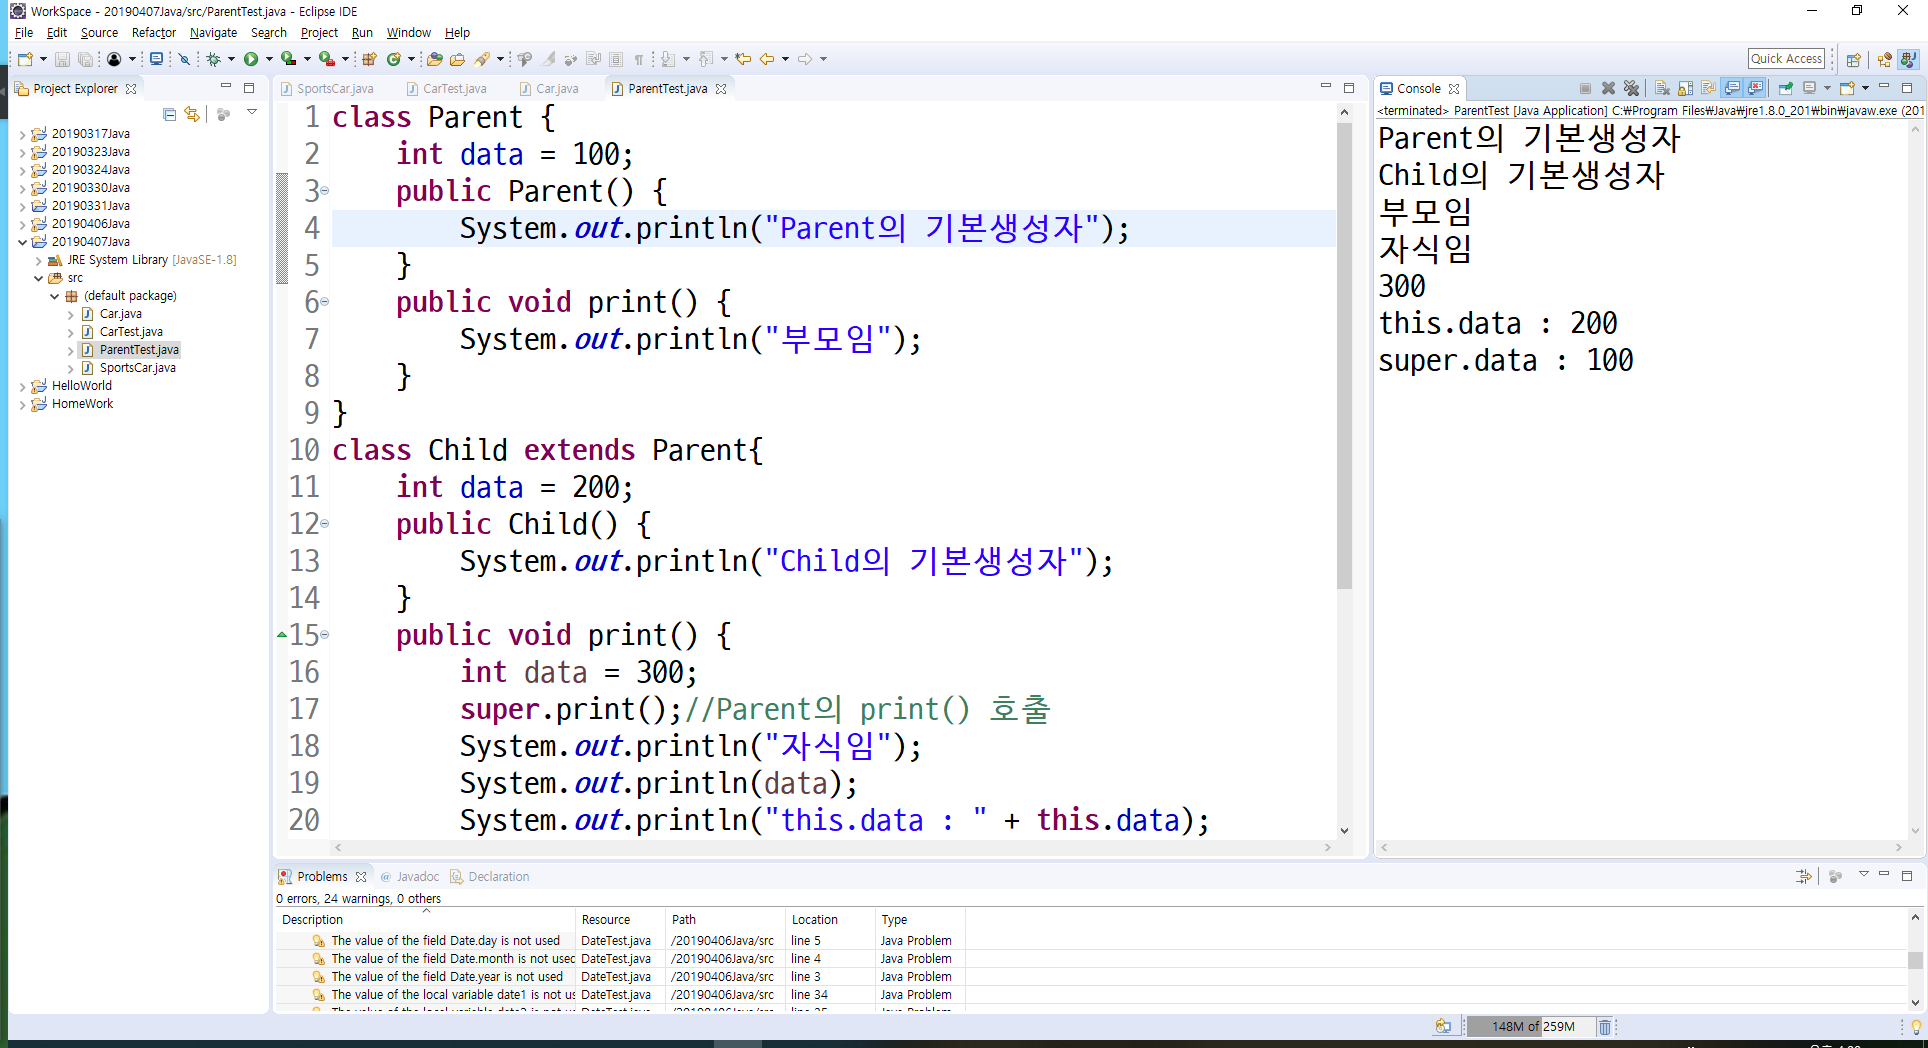 WorkSpace - 20190407Java/src/ParentTest.java - Eclipse IDE
File Edit Source Refactor Navigate Search Project Run Window Help
Quick Access
Project Explorer
20190317Java
20190323Java
20190324Java
20190330Java
20190331Java
20190406Java
20190407Java
JRE System Library [JavaSE-1.8]
src
(default package)
Car.java
CarTest.java
ParentTest.java
SportsCar.java
HelloWorld
HomeWork
SportsCar.java CarTest.java Car.java ParentTest.java
1 class Parent {
2 int data = 100;
3 public Parent() {
4 System.out.println("Parent의 기본생성자");
5 }
6 public void print() {
7 System.out.println("부모임");
8 }
9 }
10 class Child extends Parent{
11 int data = 200;
12 public Child() {
13 System.out.println("Child의 기본생성자");
14 }
15 public void print() {
16 int data = 300;
17 super.print();//Parent의 print() 호출
18 System.out.println("자식임");
19 System.out.println(data);
20 System.out.println("this.data : " + this.data);
Console
<terminated> ParentTest [Java Application] C:₩Program Files₩Java₩jre1.8.0_201₩bin₩javaw.exe (201
Parent의 기본생성자
Child의 기본생성자
부모임
자식임
300
this.data : 200
super.data : 100
Problems @ Javadoc Declaration
0 errors, 24 warnings, 0 others
Description Resource Path Location Type
The value of the field Date.day is not used DateTest.java /20190406Java/src line 5 Java Problem
The value of the field Date.month is not used DateTest.java /20190406Java/src line 4 Java Problem
The value of the field Date.year is not used DateTest.java /20190406Java/src line 3 Java Problem
The value of the local variable date1 is not us DateTest.java /20190406Java/src line 34 Java Problem
148M of 259M